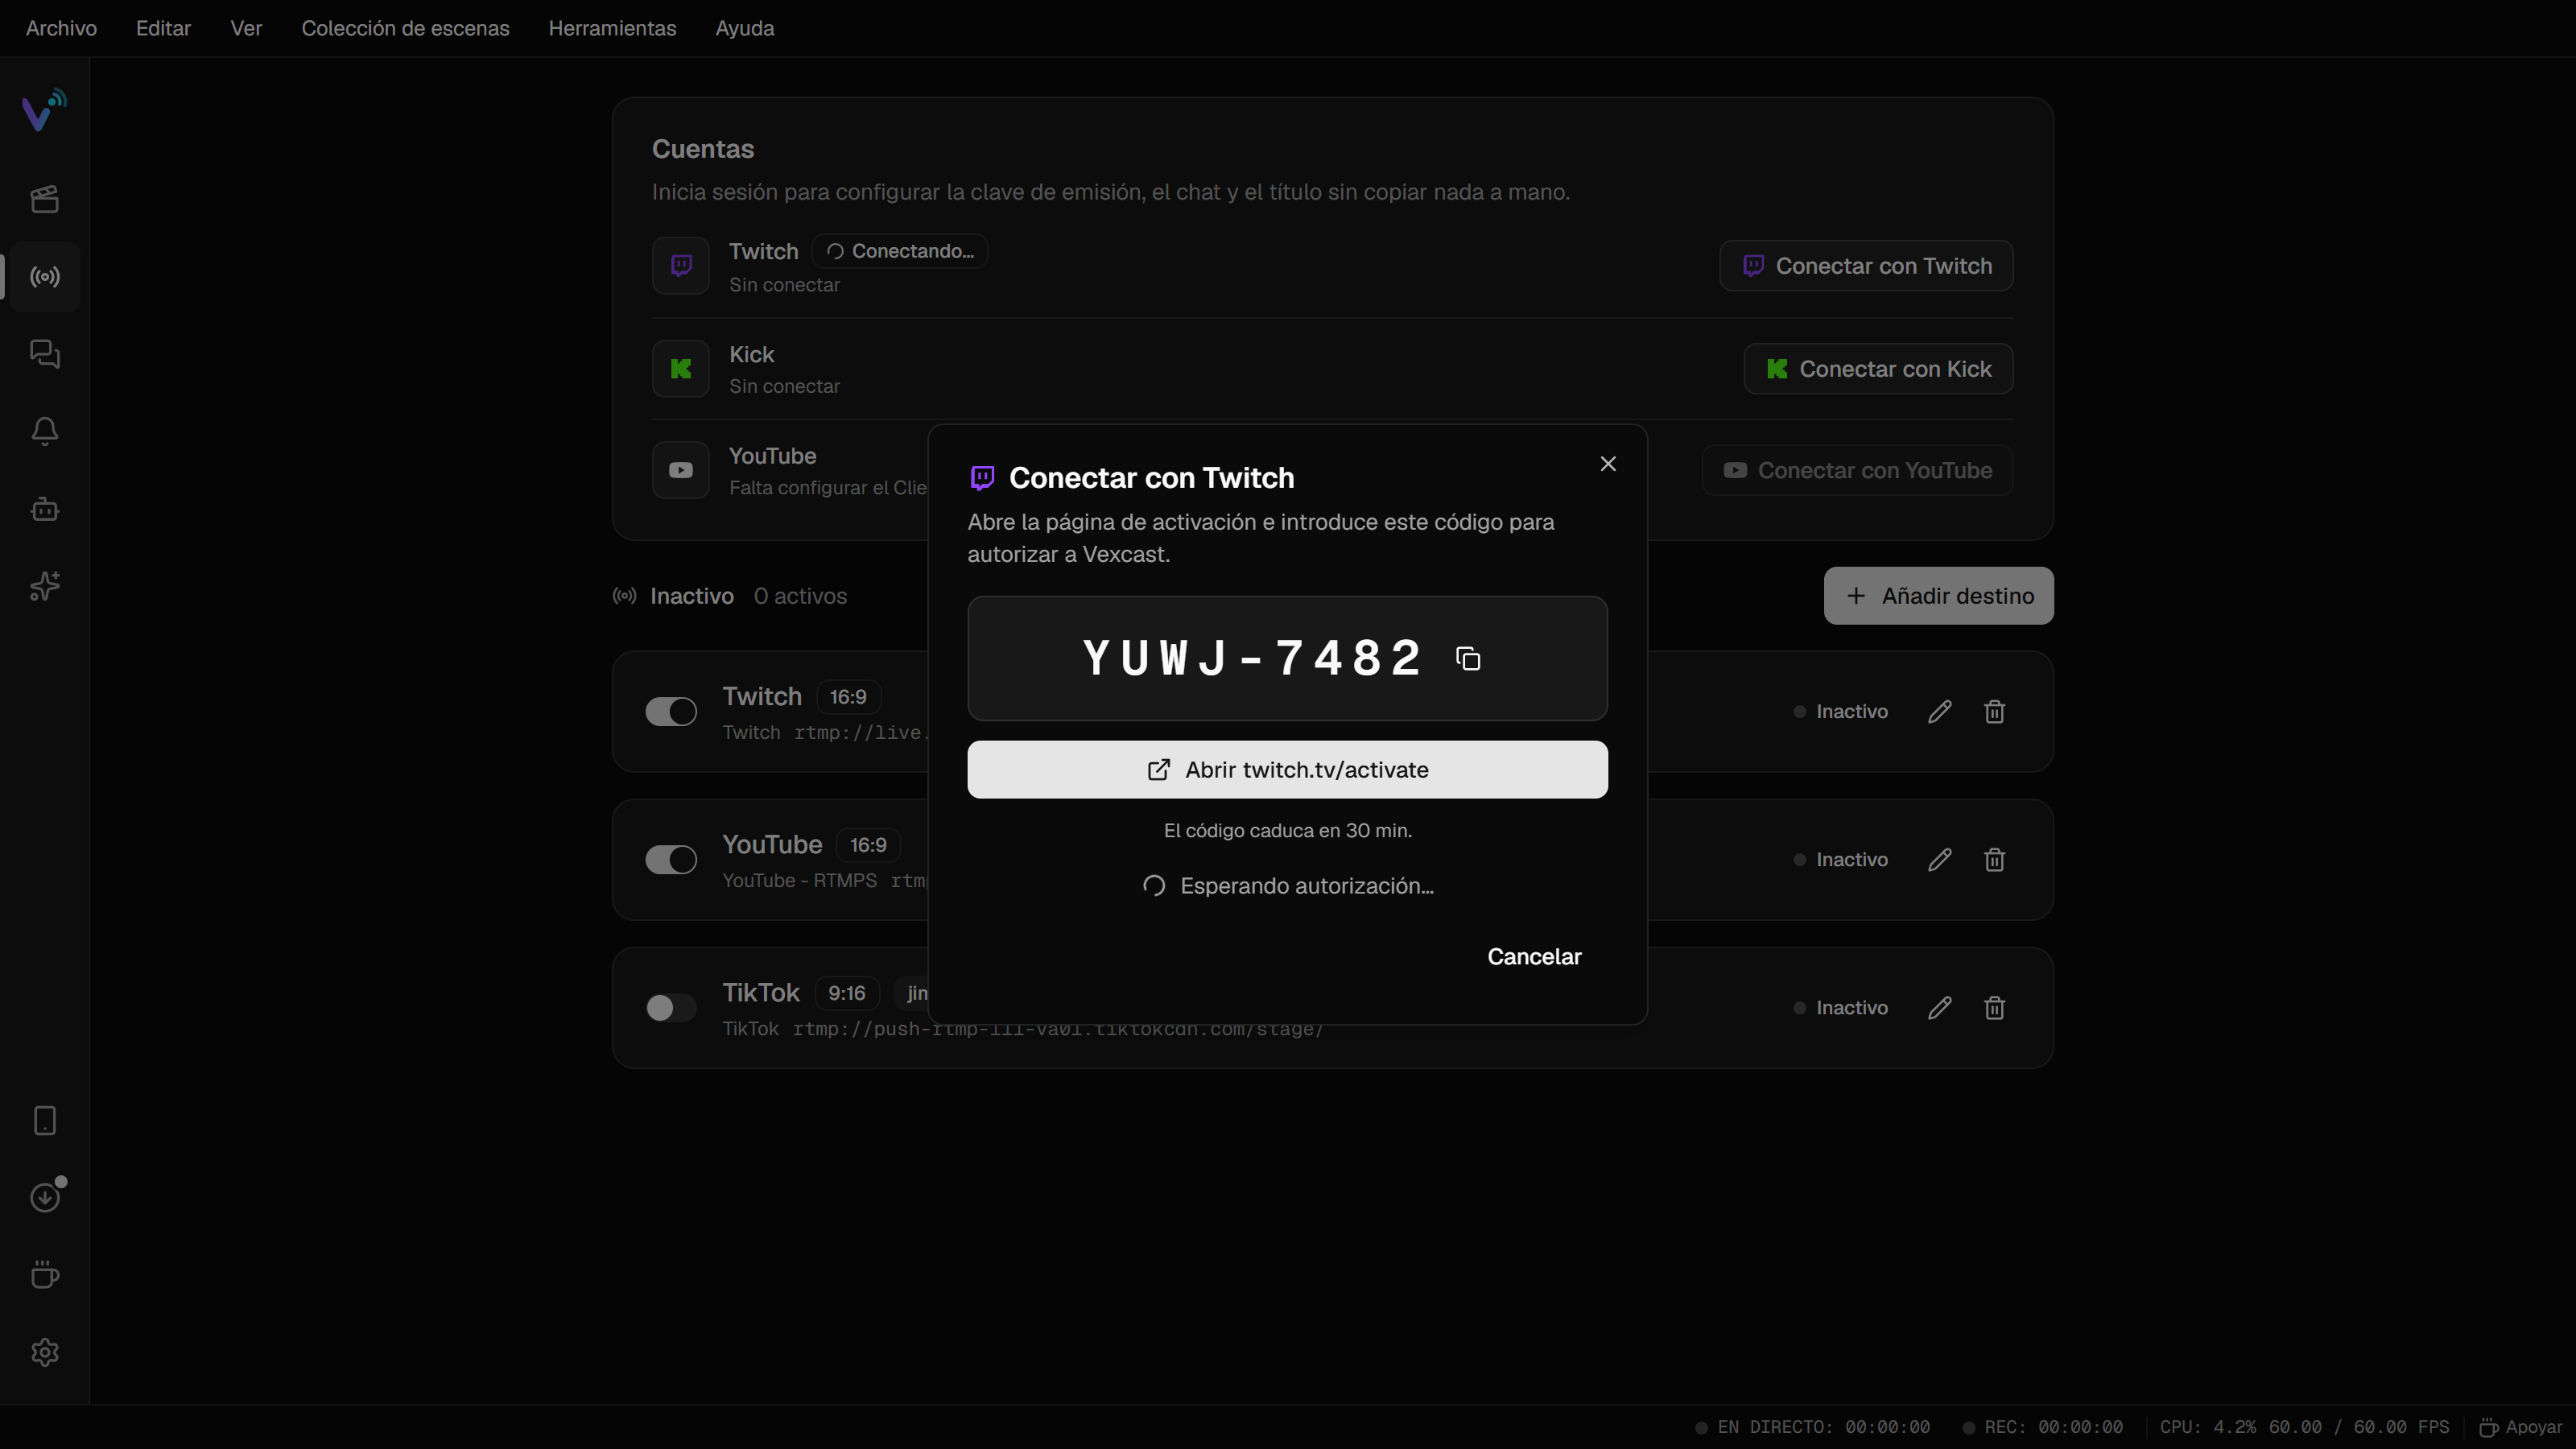 Archivo Editar Ver Colección de escenas Herramientas Ayuda
Cuentas
Inicia sesión para configurar la clave de emisión, el chat y el título sin copiar nada a mano.
Twitch Conectando...
Sin conectar
Conectar con Twitch
Kick
Sin conectar
Conectar con Kick
YouTube
Falta configurar el Clie
Conectar con YouTube
Conectar con Twitch
Abre la página de activación e introduce este código para
autorizar a Vexcast.
YUWJ-7482
Abrir twitch.tv/activate
El código caduca en 30 min.
Esperando autorización...
Cancelar
Inactivo 0 activos
Añadir destino
Twitch 16:9
Twitch rtmp://live.
Inactivo
YouTube 16:9
YouTube - RTMPS rtm
Inactivo
TikTok 9:16 jin
TikTok rtmp://push-rtmp-l11-va01.tiktokcdn.com/stage/
Inactivo
EN DIRECTO: 00:00:00 REC: 00:00:00 CPU: 4.2% 60.00 / 60.00 FPS Apoyar